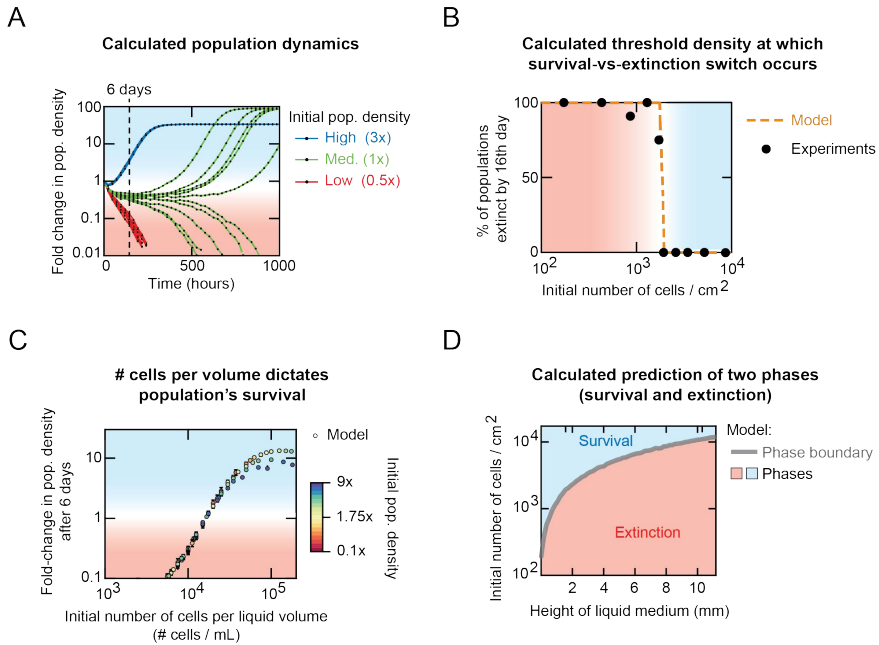 A
Calculated population dynamics
6 days
Fold change in pop. density
100
10
1
0.1
0.01
0
500
1000
Time (hours)
Initial pop. density
High (3x)
Med. (1x)
Low (0.5x)
B
Calculated threshold density at which
survival-vs-extinction switch occurs
% of populations
extinct by 16th day
100
50
0
10^2
10^3
10^4
Initial number of cells / cm^2
Model
Experiments
C
# cells per volume dictates
population's survival
Fold-change in pop. density
after 6 days
10
1
0.1
10^3
10^4
10^5
Initial number of cells per liquid volume
(# cells / mL)
Model
9x
1.75x
0.1x
Initial pop. density
D
Calculated prediction of two phases
(survival and extinction)
Initial number of cells / cm^2
10^4
10^3
10^2
Survival
Extinction
2
4
6
8
10
Height of liquid medium (mm)
Model:
Phase boundary
Phases